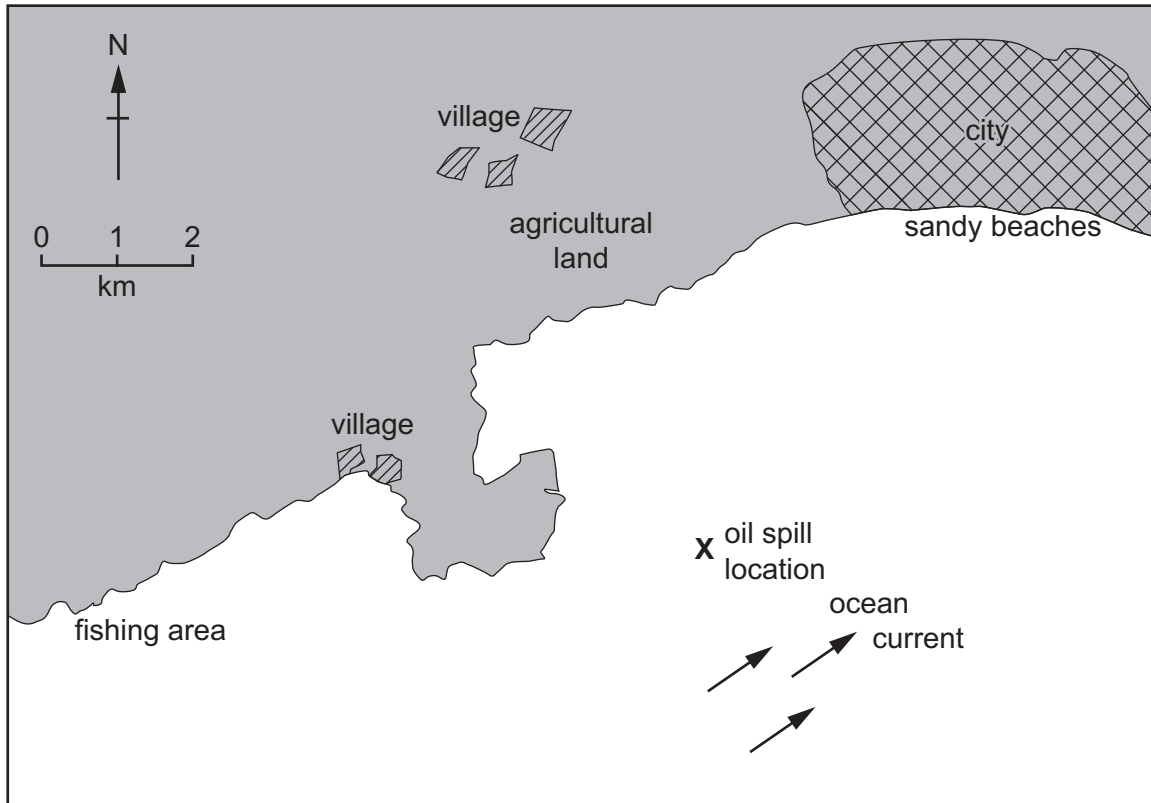 N
0 1 2
km
village
agricultural
land
city
sandy beaches
village
fishing area
X oil spill
location
ocean
current